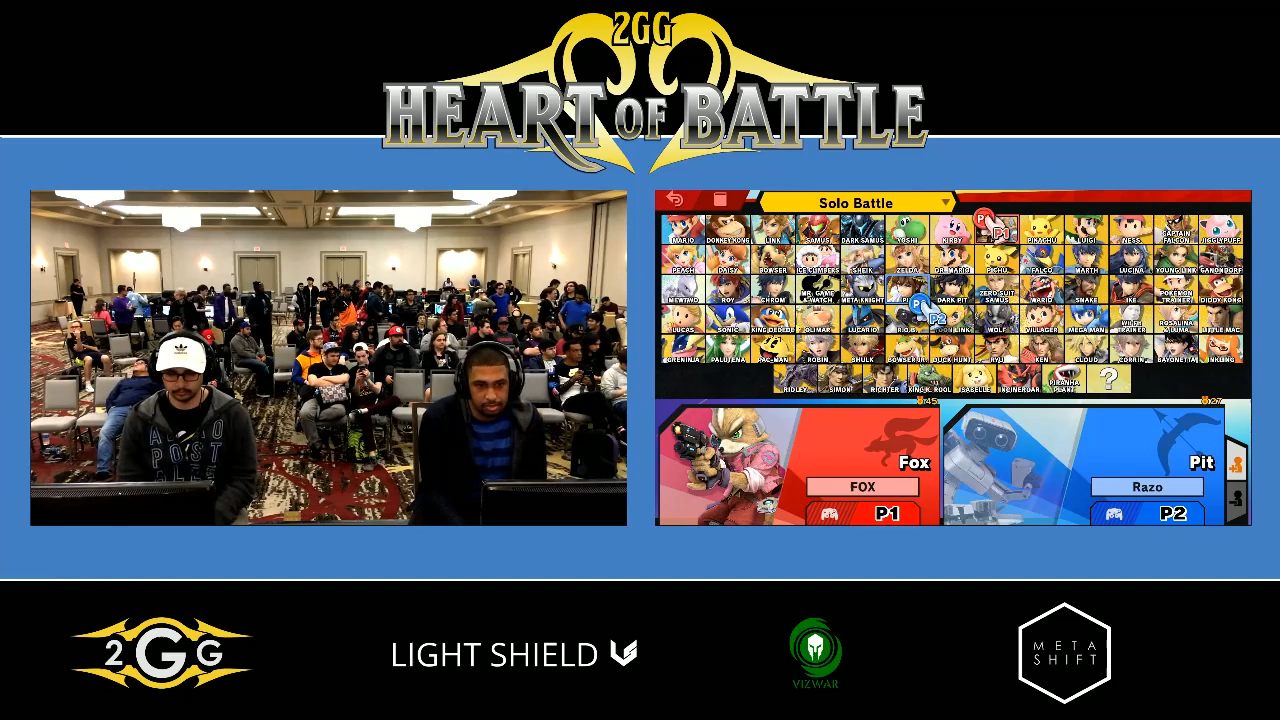 2GG
HEART OF BATTLE
Solo Battle
MARIO DONKEY KONG LINK SAMUS DARK SAMUS YOSHI KIRBY P1 PIKACHU LUIGI NESS CAPTAIN FALCON JIGGLYPUFF
PEACH DAISY BOWSER ICE CLIMBERS SHEIK ZELDA DR. MARIO PICHU FALCO MARTH LUCINA YOUNG LINK GANONDORF
MEWTWO ROY CHROM MR. GAME & WATCH META KNIGHT DARK PIT ZERO SUIT SAMUS WARIO SNAKE IKE POKÉMON TRAINER DIDDY KONG
LUCAS SONIC KING DEDEDE OLIMAR LUCARIO R.O.B. P2 WOLF VILLAGER MEGA MAN WII FIT TRAINER ROSALINA & LUMA LITTLE MAC
GRENINJA PALUTENA PAC-MAN ROBIN SHULK BOWSER JR. DUCK HUNT RYU KEN CLOUD CORRIN BAYONETTA INKLING
RIDLEY SIMON RICHTER KING K. ROOL ISABELLE INCINEROAR PIRANHA PLANT ?
45
27
Fox
FOX
P1
Pit
Razo
P2
2GG
LIGHT SHIELD
VIZWAR
META
SHIFT